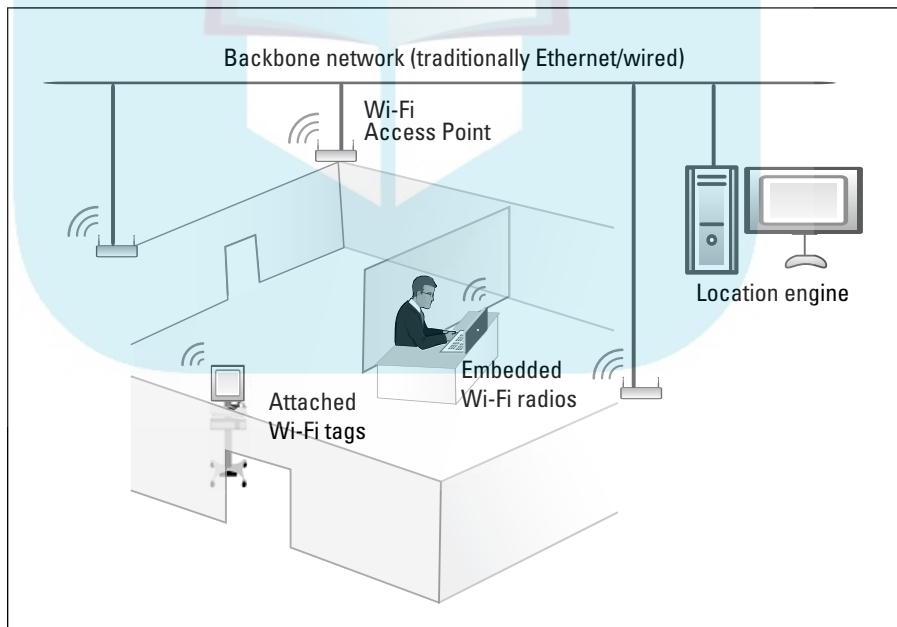 Backbone network (traditionally Ethernet/wired)
Wi-Fi
Access Point
Location engine
Embedded
Wi-Fi radios
Attached
Wi-Fi tags